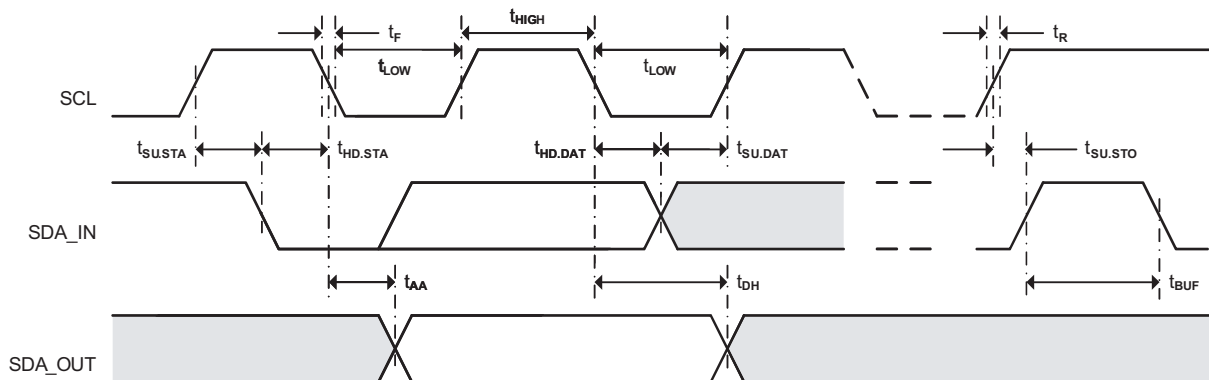 tHIGH
tF
tR
tLOW
tLOW
SCL
tSU.STA
tHD.STA
tHD.DAT
tSU.DAT
tSU.STO
SDA_IN
tAA
tDH
tBUF
SDA_OUT